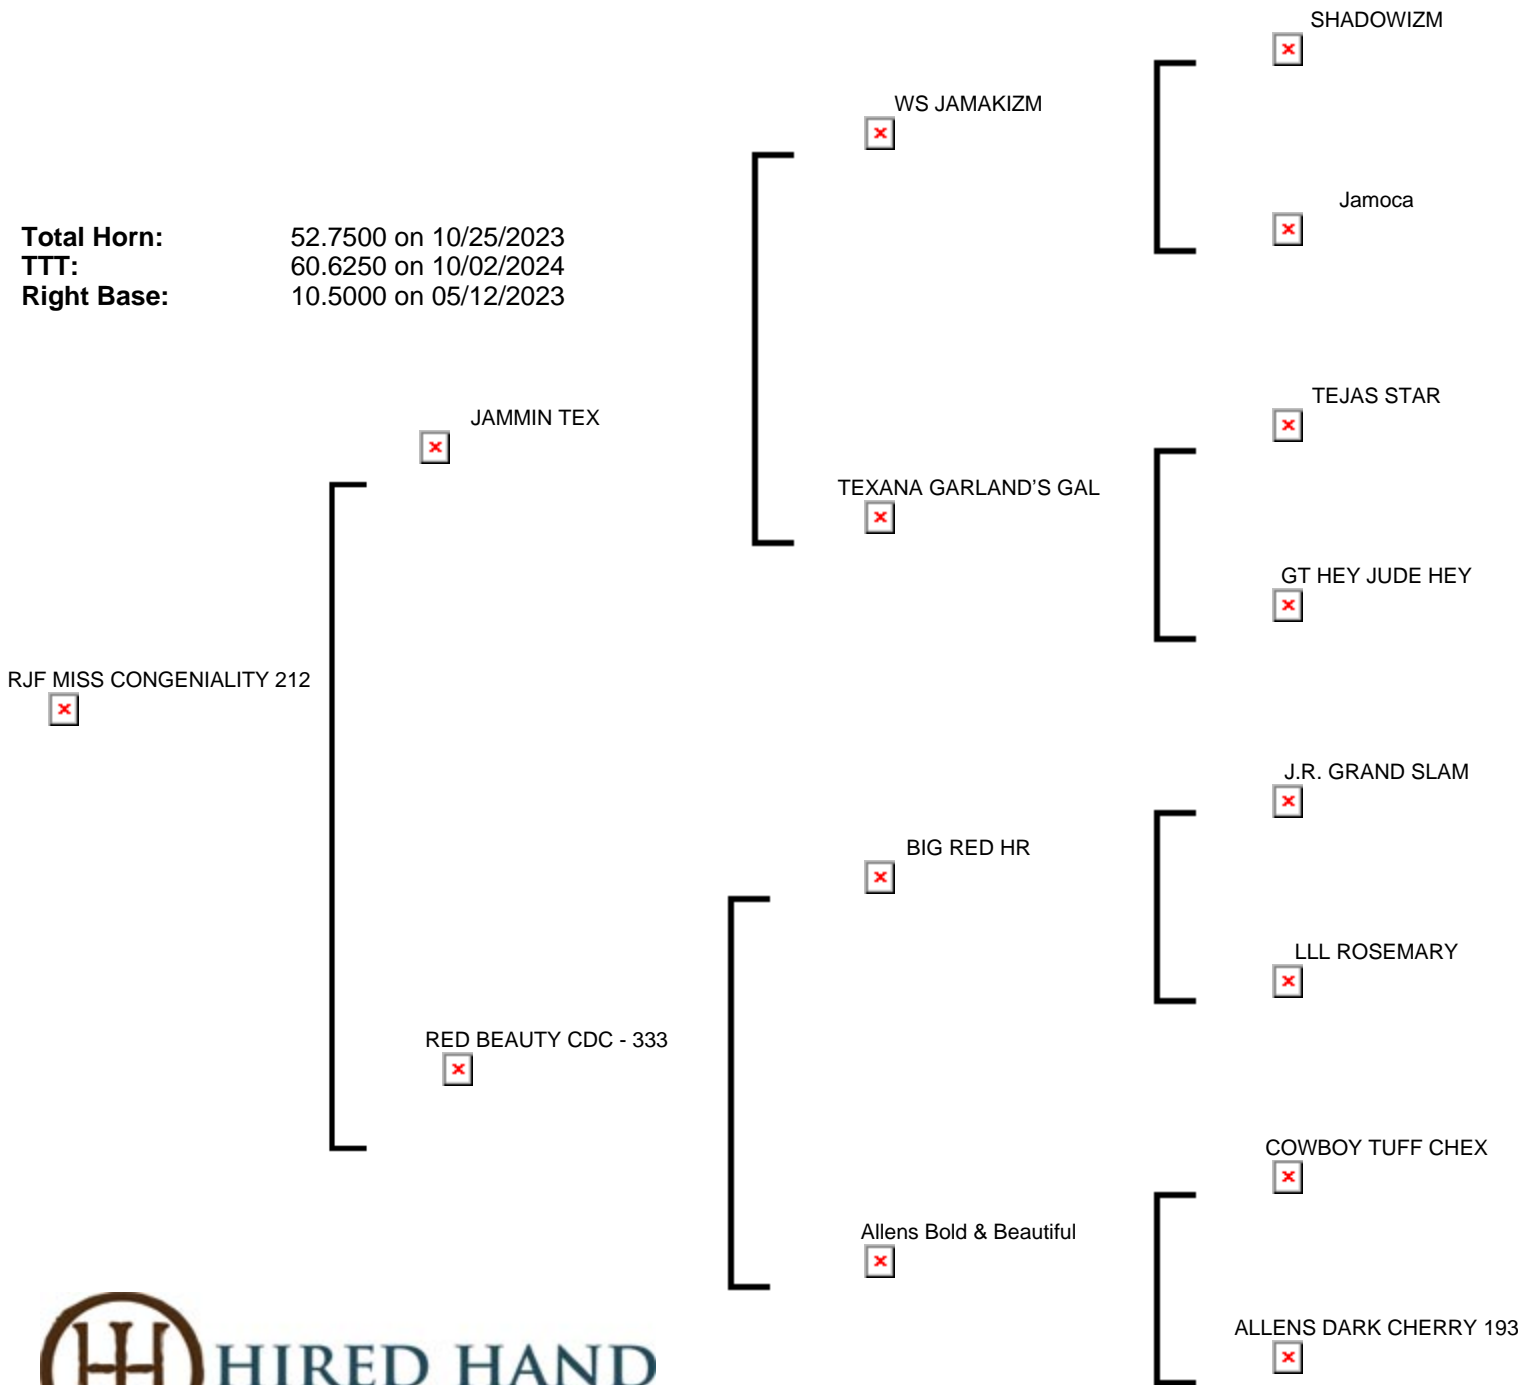 SHADOWIZM
WS JAMAKIZM
Jamoca
Total Horn: 52.7500 on 10/25/2023
TTT: 60.6250 on 10/02/2024
Right Base: 10.5000 on 05/12/2023
TEJAS STAR
JAMMIN TEX
TEXANA GARLAND'S GAL
GT HEY JUDE HEY
RJF MISS CONGENIALITY 212
J.R. GRAND SLAM
BIG RED HR
LLL ROSEMARY
RED BEAUTY CDC - 333
COWBOY TUFF CHEX
Allens Bold & Beautiful
ALLENS DARK CHERRY 193
HIRED HAND